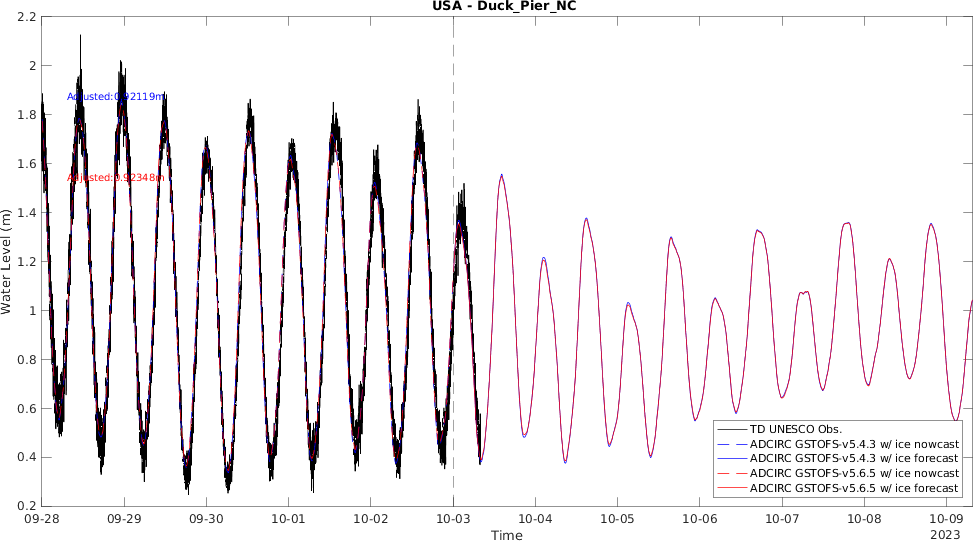 USA - Duck_Pier_NC
2.2
2
1.8
1.6
1.4
1.2
1
0.8
0.6
0.4
0.2
Water Level (m)
Adjusted:0.92119m
Adjusted:0.92348m
TD UNESCO Obs.
ADCIRC GSTOFS-v5.4.3 w/ ice nowcast
ADCIRC GSTOFS-v5.4.3 w/ ice forecast
ADCIRC GSTOFS-v5.6.5 w/ ice nowcast
ADCIRC GSTOFS-v5.6.5 w/ ice forecast
09-28 09-29 09-30 10-01 10-02 10-03 10-04 10-05 10-06 10-07 10-08 10-09
2023
Time